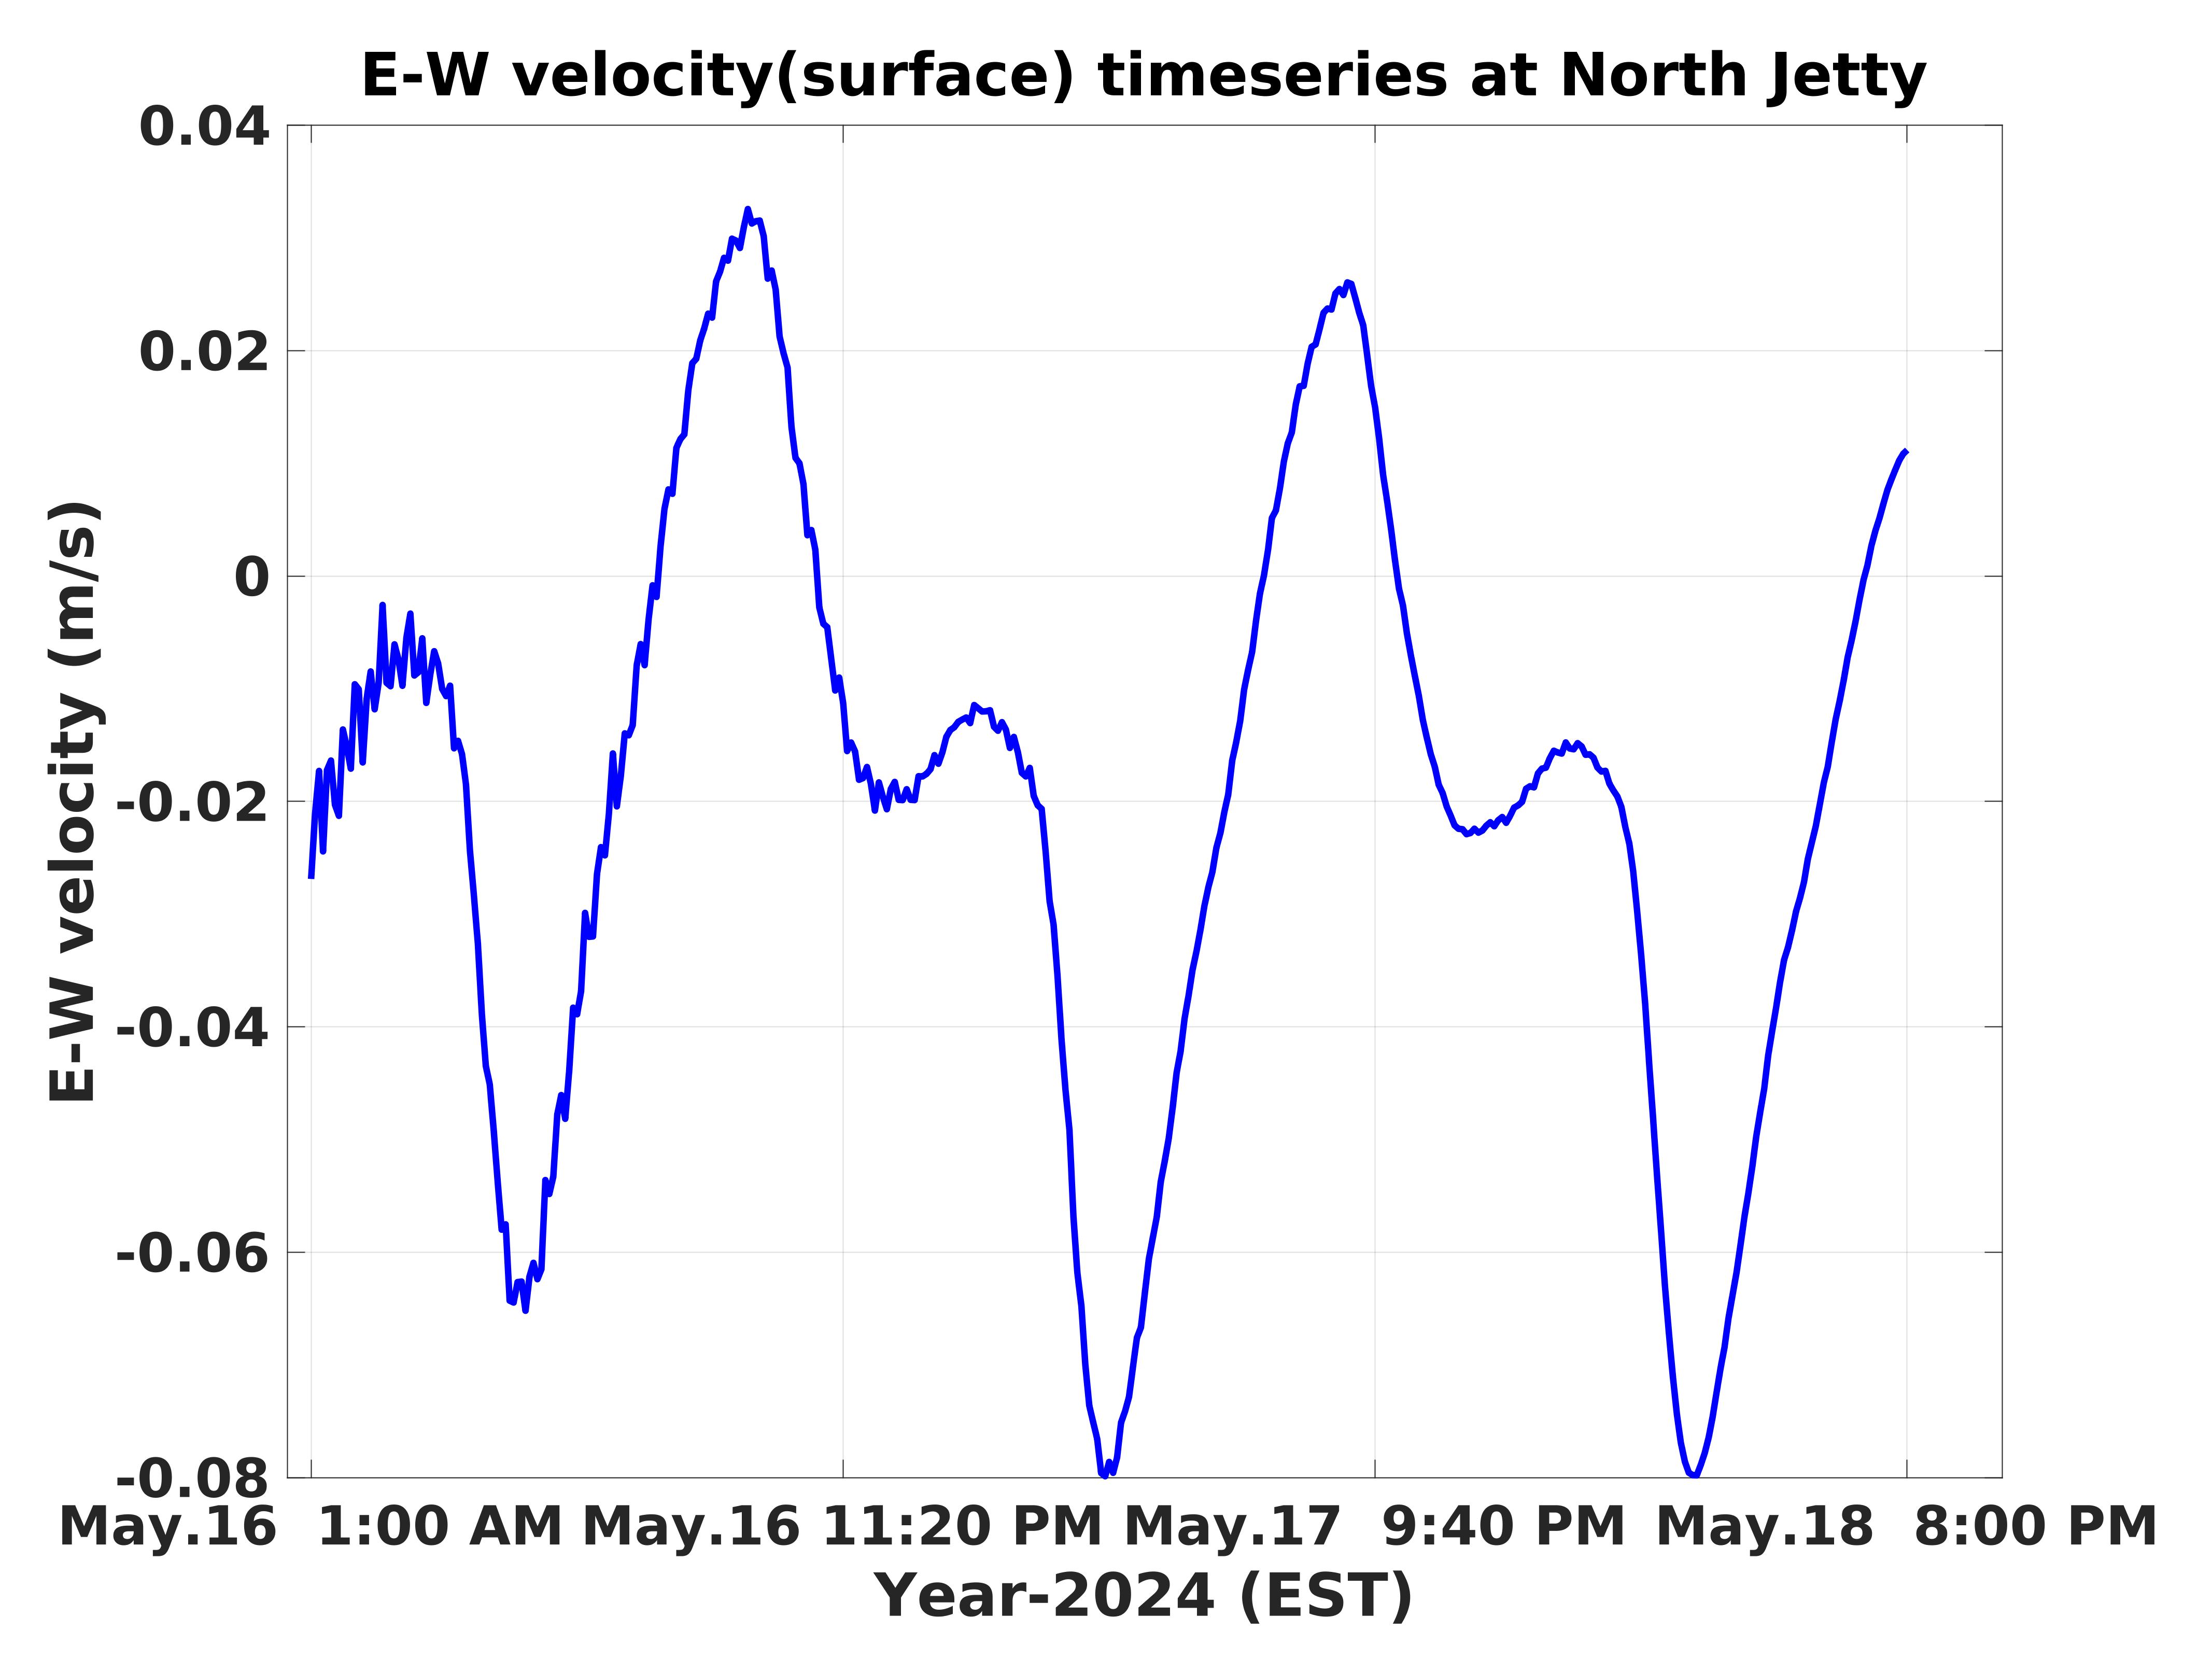 E-W velocity(surface) timeseries at North Jetty
0.04
0.02
0
-0.02
-0.04
-0.06
-0.08
E-W velocity (m/s)
May.16 1:00 AM May.16 11:20 PM May.17 9:40 PM May.18 8:00 PM
Year-2024 (EST)